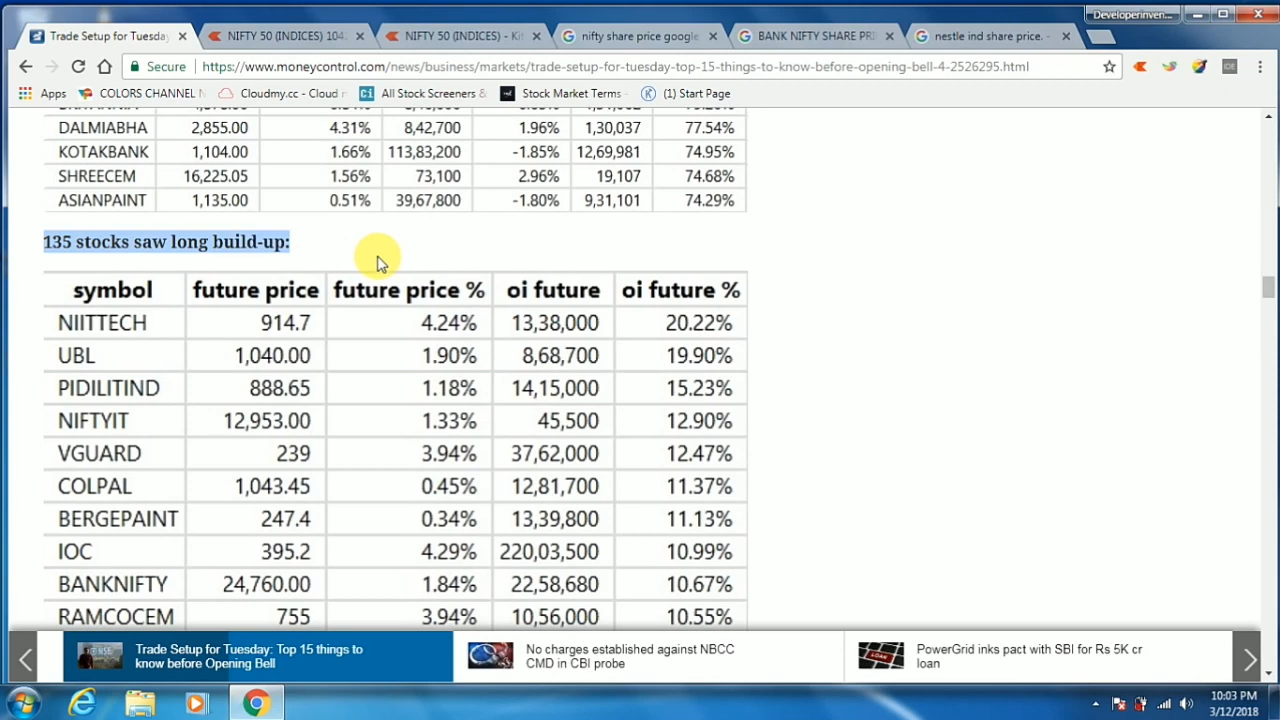 Developerinven...
Trade Setup for Tuesday
NIFTY 50 (INDICES) 104
NIFTY 50 (INDICES) - Ki
nifty share price google
BANK NIFTY SHARE PRI
nestle ind share price. -
Secure
https://www.moneycontrol.com/news/business/markets/trade-setup-for-tuesday-top-15-things-to-know-before-opening-bell-4-2526295.html
IDE
Apps
COLORS CHANNEL
Cloudmy.cc - Cloud
Ci All Stock Screeners &
Stock Market Terms
K (1) Start Page
DALMIABHA 2,855.00 4.31% 8,42,700 1.96% 1,30,037 77.54%
KOTAKBANK 1,104.00 1.66% 113,83,200 -1.85% 12,69,981 74.95%
SHREECEM 16,225.05 1.56% 73,100 2.96% 19,107 74.68%
ASIANPAINT 1,135.00 0.51% 39,67,800 -1.80% 9,31,101 74.29%
135 stocks saw long build-up:
symbol future price future price % oi future oi future %
NIITTECH 914.7 4.24% 13,38,000 20.22%
UBL 1,040.00 1.90% 8,68,700 19.90%
PIDILITIND 888.65 1.18% 14,15,000 15.23%
NIFTYIT 12,953.00 1.33% 45,500 12.90%
VGUARD 239 3.94% 37,62,000 12.47%
COLPAL 1,043.45 0.45% 12,81,700 11.37%
BERGEPAINT 247.4 0.34% 13,39,800 11.13%
IOC 395.2 4.29% 220,03,500 10.99%
BANKNIFTY 24,760.00 1.84% 22,58,680 10.67%
RAMCOCEM 755 3.94% 10,56,000 10.55%
Trade Setup for Tuesday: Top 15 things to
know before Opening Bell
No charges established against NBCC
CMD in CBI probe
PowerGrid inks pact with SBI for Rs 5K cr
loan
10:03 PM
3/12/2018